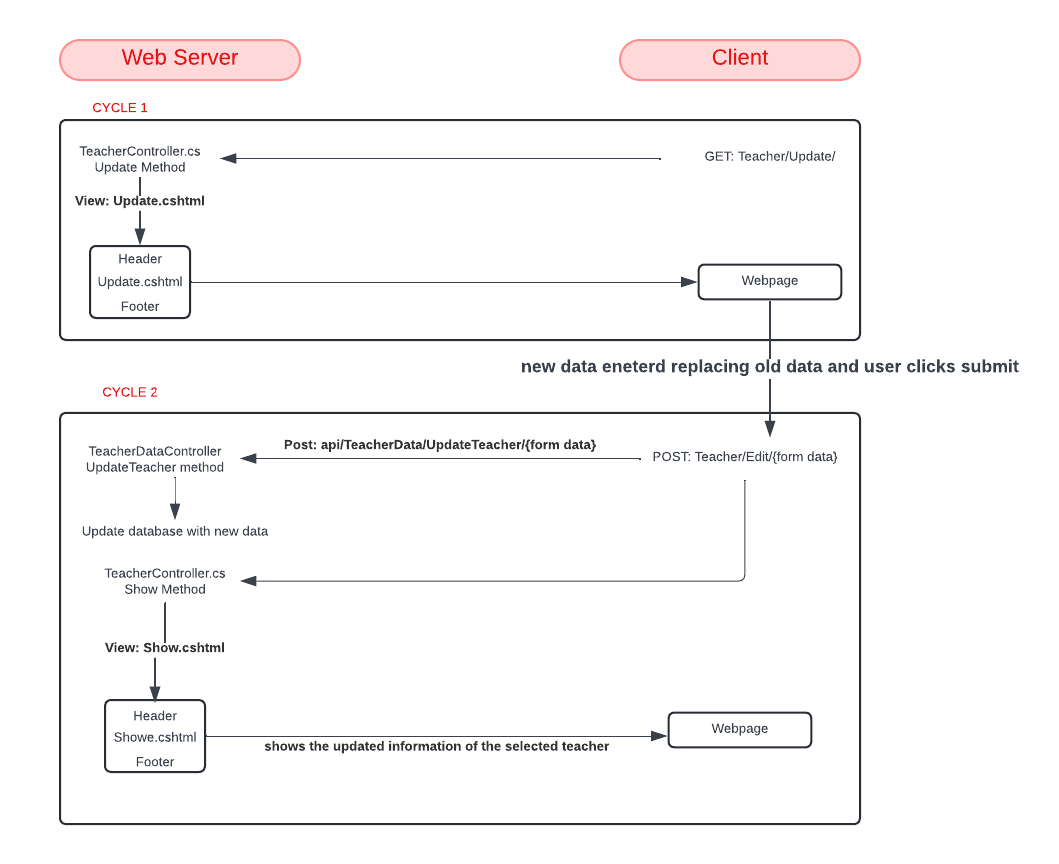 Web Server
Client
CYCLE 1
TeacherController.cs
Update Method
GET: Teacher/Update/
View: Update.cshtml
Header
Update.cshtml
Footer
Webpage
new data eneterd replacing old data and user clicks submit
CYCLE 2
TeacherDataController
UpdateTeacher method
Post: api/TeacherData/UpdateTeacher/{form data}
POST: Teacher/Edit/{form data}
Update database with new data
TeacherController.cs
Show Method
View: Show.cshtml
Header
Showe.cshtml
Footer
shows the updated information of the selected teacher
Webpage